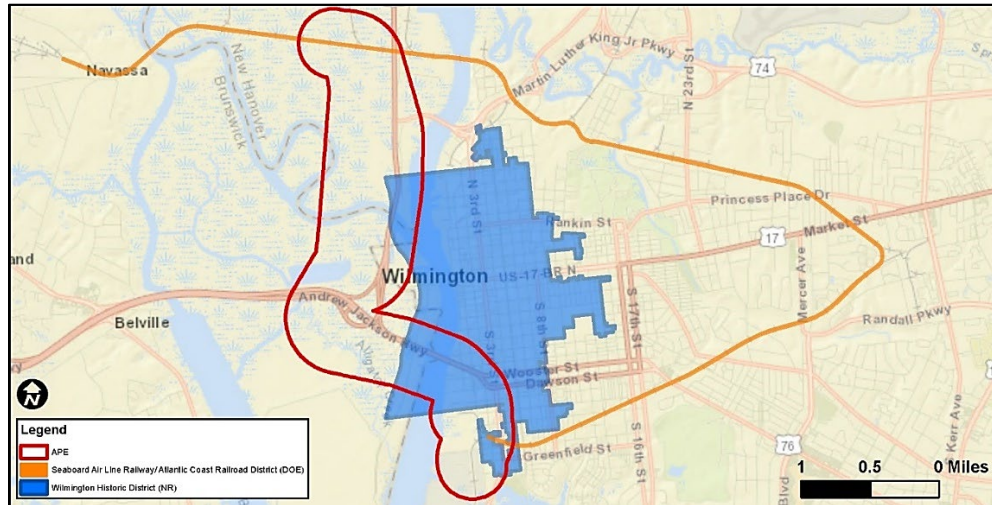 Navassa
New Hanover
Brunswick
Martin Luther King Jr Pkwy
N 23rd St
74
Princess Place Dr
Market St
17
N 3rd St
Rankin St
US-17-BR N
Wilmington
Andrew Jackson Hwy
Belville
S 3rd St
S 8th St
S 17th St
Mercer Ave
Randall Pkwy
Wooster St
Dawson St
S 16th St
Greenfield St
76
Blvd
S Kerr Ave
N
Legend
APE
Seaboard Air Line Railway/Atlantic Coast Railroad District (DOE)
Wilmington Historic District (NR)
1 0.5 0 Miles